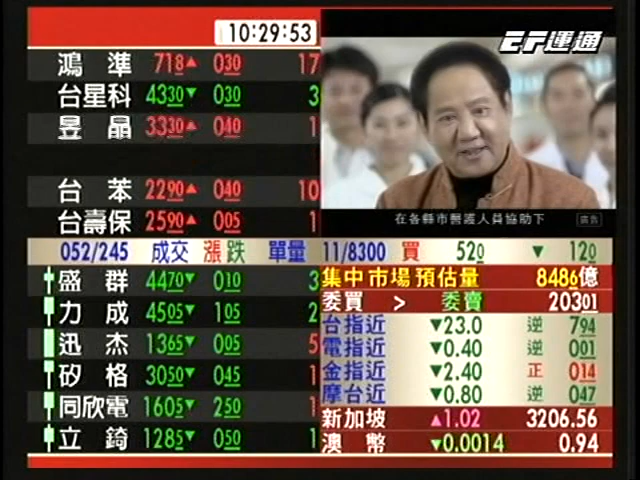 10:29:53
鴻準 718▲ 030 17
台星科 4330▼ 030 3
昱晶 3330▲ 040 1
台苯 2290▲ 040 10
台壽保 2590▲ 005 1
運通
在各縣市醫護人員協助下
廣告
052/245 成交 漲跌 單量 11/8300 買 520 ▼ 120
盛群 4470▼ 010 3
力成 4505▼ 105 2
迅杰 1365▼ 005 5
矽格 3050▼ 045 1
同欣電 1605▼ 250 1
立錡 1285▼ 050 1
集中市場預估量 8486億
委買 > 委賣 20301
台指近 ▼23.0 逆 794
電指近 ▼0.40 逆 001
金指近 ▼2.40 正 014
摩台近 ▼0.80 逆 047
新加坡 ▲1.02 3206.56
澳幣 ▼0.0014 0.94